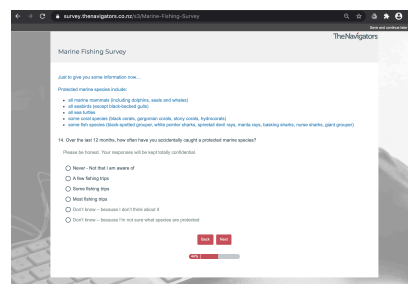 survey.thenavigators.co.nz/s3/Marine-Fishing-Survey
Save and continue later
TheNavigators
Marine Fishing Survey
Just to give you some information now…
Protected marine species include:
• all marine mammals (including dolphins, seals and whales)
• all seabirds (except black-backed gulls)
• all sea turtles
• some coral species (black corals, gorgonian corals, stony corals, hydrocorals)
• some fish species (black-spotted grouper, white pointer sharks, spinetail devil rays, manta rays, basking sharks, nurse sharks, giant grouper)
14. Over the last 12 months, how often have you accidentally caught a protected marine species?
Please be honest. Your responses will be kept totally confidential.
Never - Not that I am aware of
A few fishing trips
Some fishing trips
Most fishing trips
Don't know – because I don't think about it
Don't know – because I'm not sure what species are protected
Back Next